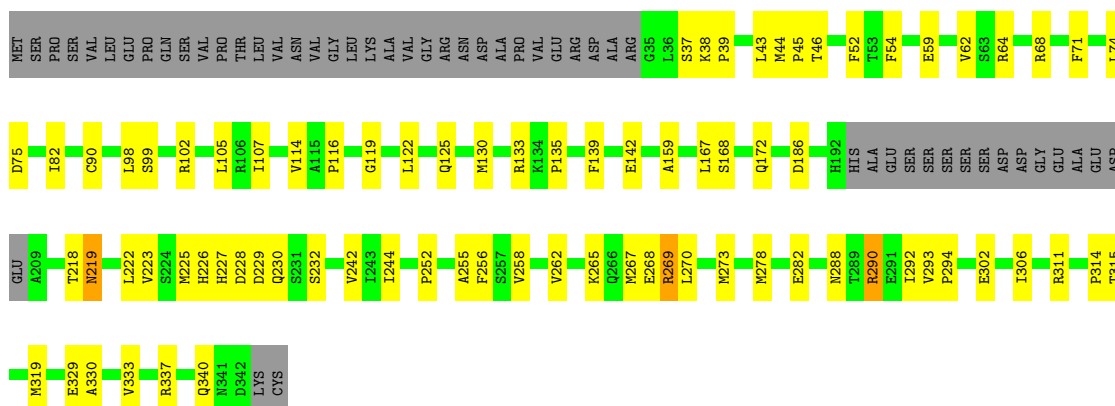 MET SER PRO SER VAL LEU GLU PRO GLN SER VAL PRO THR LEU VAL ASN VAL GLY LEU LYS ALA VAL GLY ARG ASN ASP ALA PRO VAL GLU ARG ASP ALA ARG G35 L36 S37 K38 P39 L43 M44 P45 T46 F52 T53 F54 E59 V62 S63 R64 R68 F71 L74
D75 I82 C90 L98 S99 R102 L105 R106 I107 V114 A115 P116 G119 L122 Q125 M130 R133 K134 P135 F139 E142 A159 L167 S168 Q172 D186 H192 HIS ALA GLU SER SER SER SER SER ASP ASP GLY GLU ALA GLU ASP
GLU A209 T218 N219 L222 V223 S224 M225 H226 H227 D228 D229 Q230 S231 S232 V242 I243 I244 P252 A255 F256 S257 V258 V262 K265 Q266 M267 E268 R269 L270 M273 M278 E282 N288 T289 R290 E291 I292 V293 P294 E302 I306 R311 P314 T315
M319 E329 A330 V333 R337 Q340 N341 D342 LYS CYS